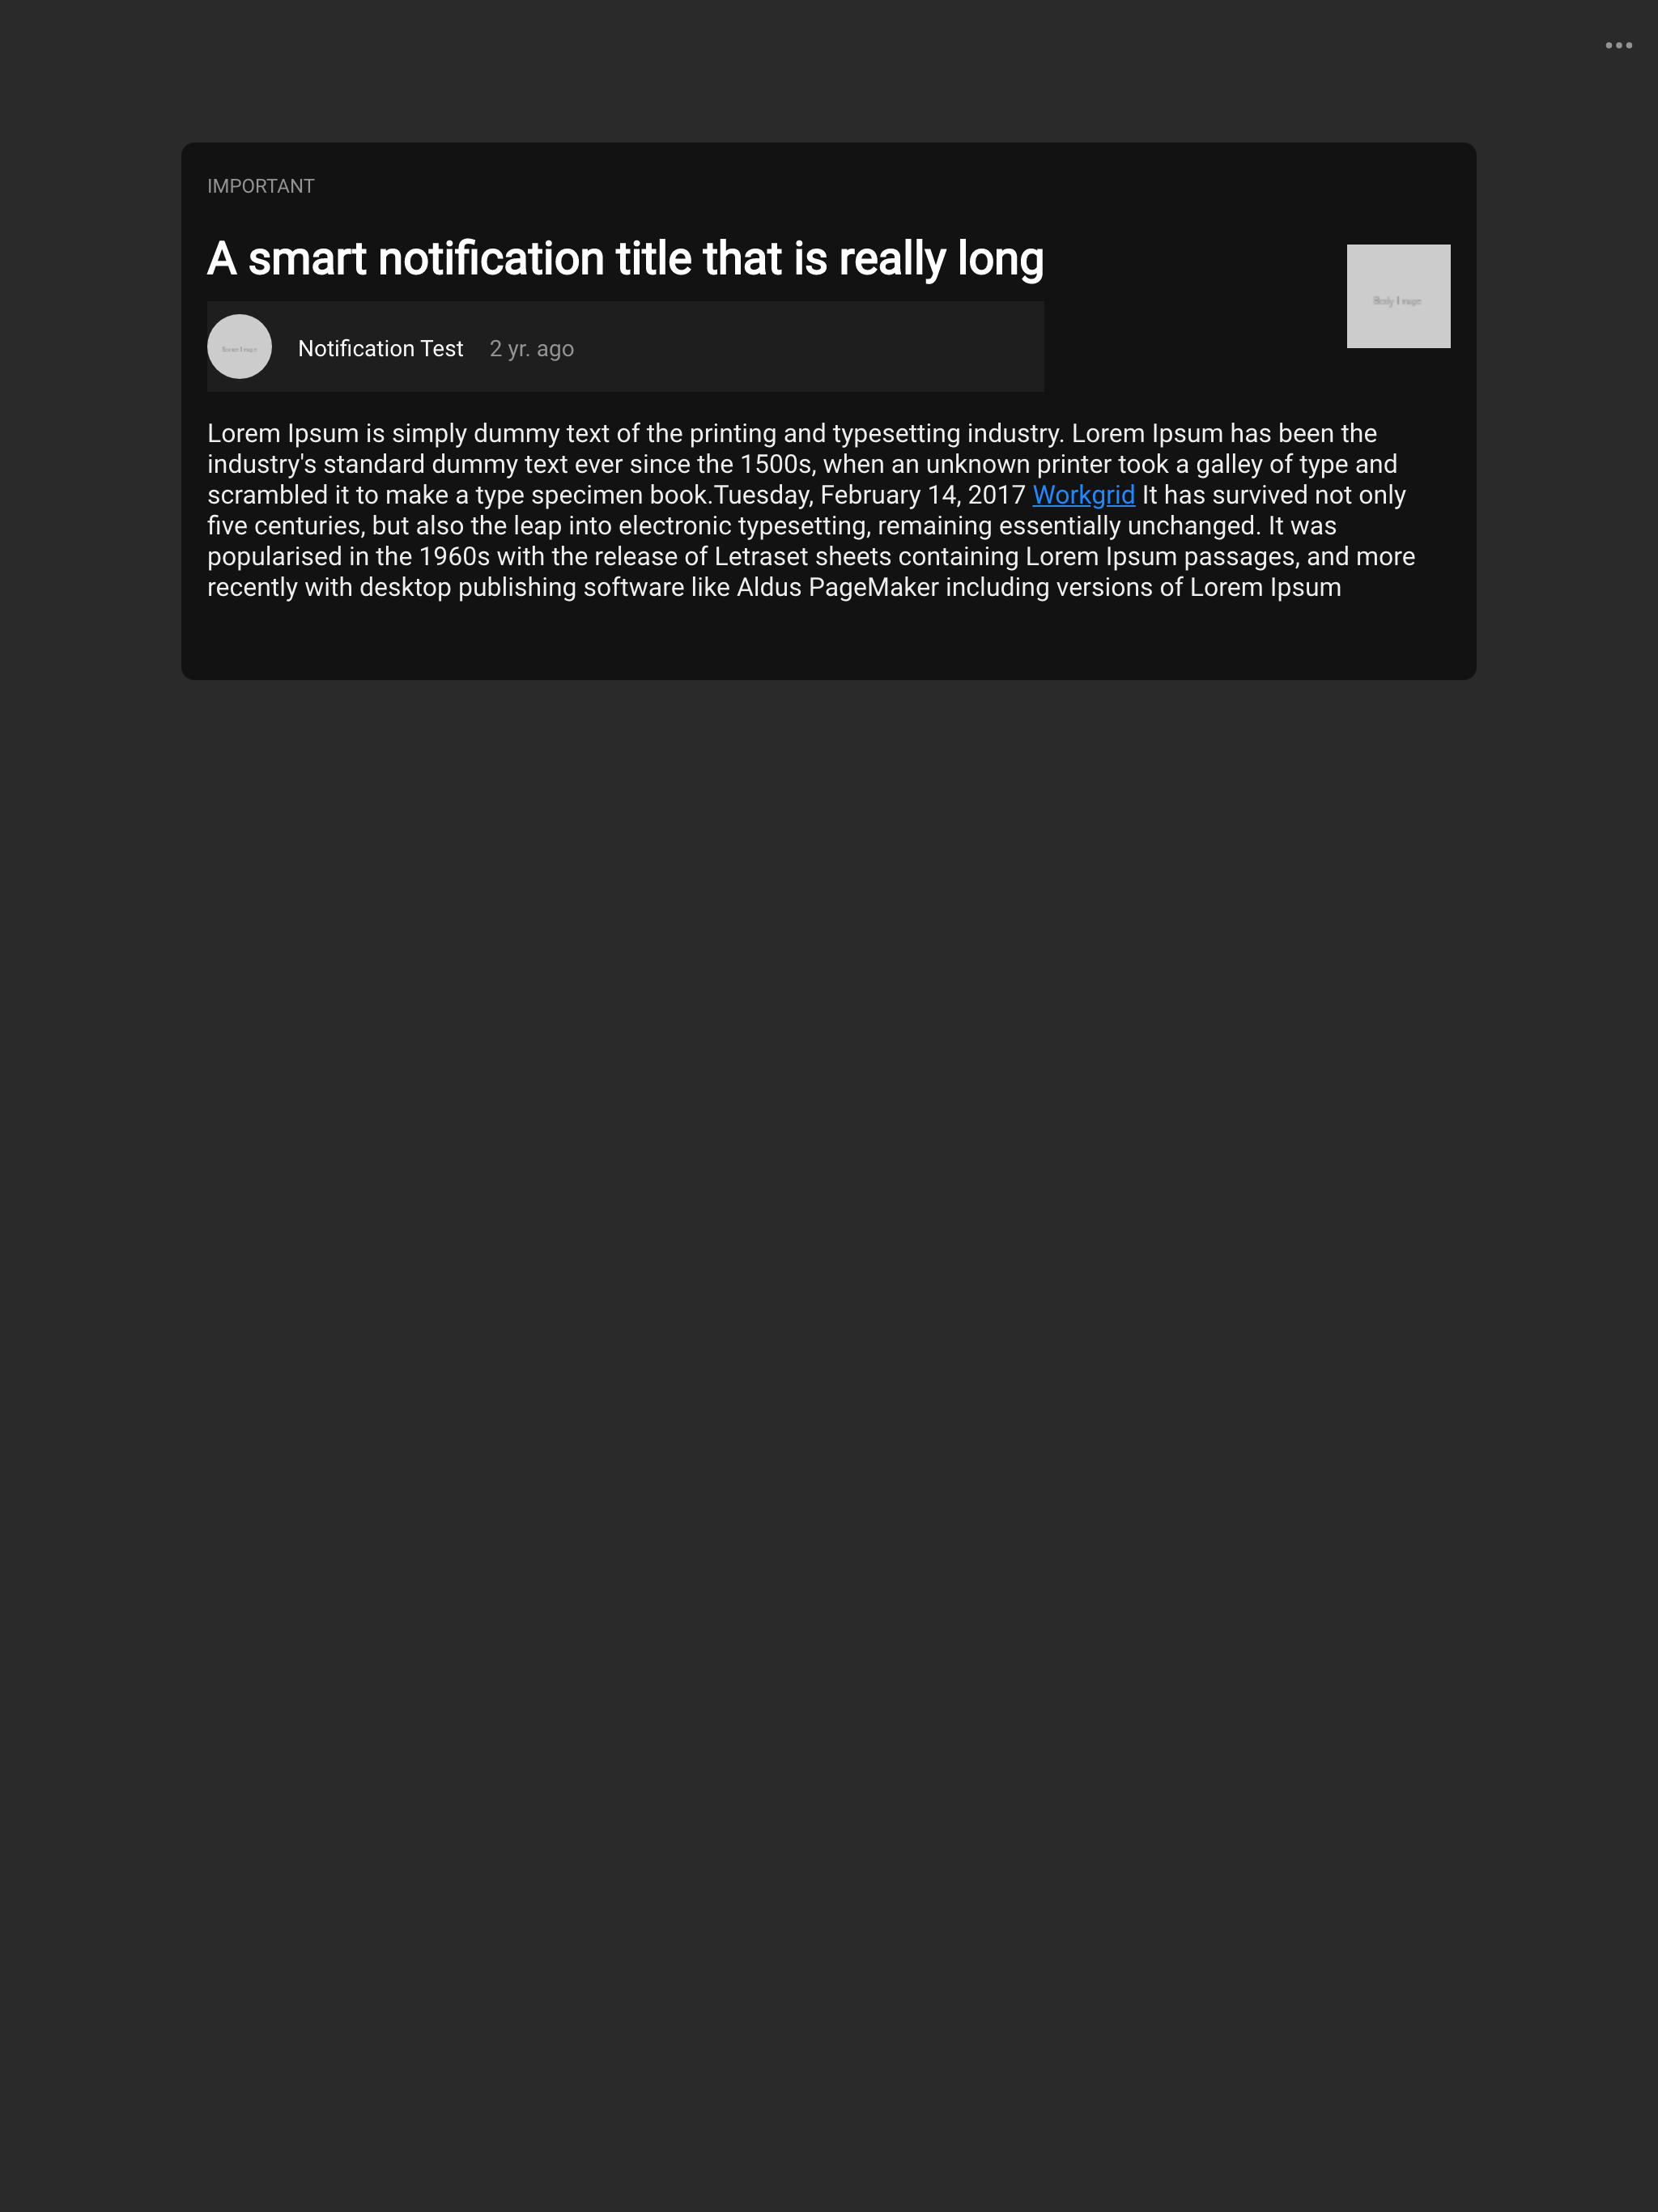 IMPORTANT
A smart notification title that is really long
Body Image
Notification Test 2 yr. ago
Lorem Ipsum is simply dummy text of the printing and typesetting industry. Lorem Ipsum has been the
industry's standard dummy text ever since the 1500s, when an unknown printer took a galley of type and
scrambled it to make a type specimen book.Tuesday, February 14, 2017 Workgrid It has survived not only
five centuries, but also the leap into electronic typesetting, remaining essentially unchanged. It was
popularised in the 1960s with the release of Letraset sheets containing Lorem Ipsum passages, and more
recently with desktop publishing software like Aldus PageMaker including versions of Lorem Ipsum